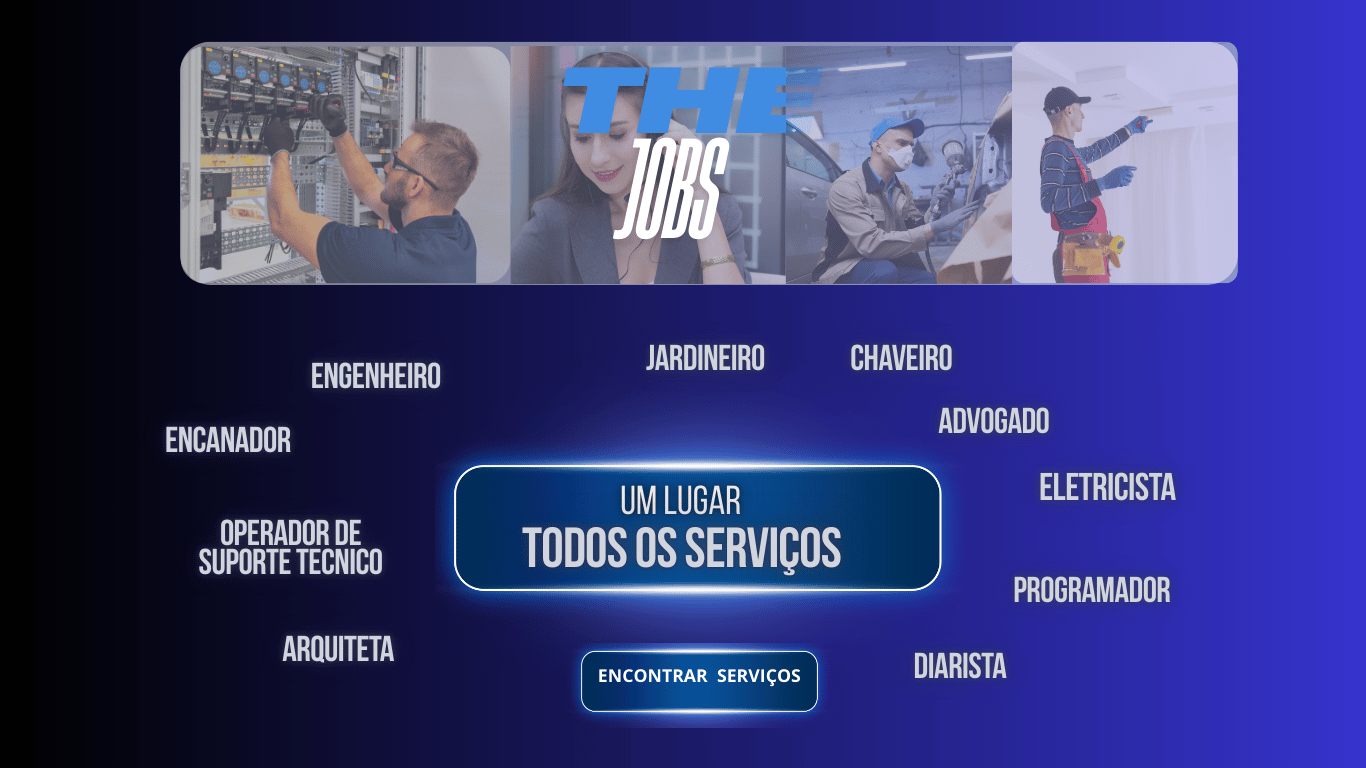 THE
JOBS
JARDINEIRO
CHAVEIRO
ENGENHEIRO
ADVOGADO
ENCANADOR
ELETRICISTA
UM LUGAR
TODOS OS SERVIÇOS
OPERADOR DE
SUPORTE TECNICO
PROGRAMADOR
ARQUITETA
DIARISTA
ENCONTRAR SERVIÇOS